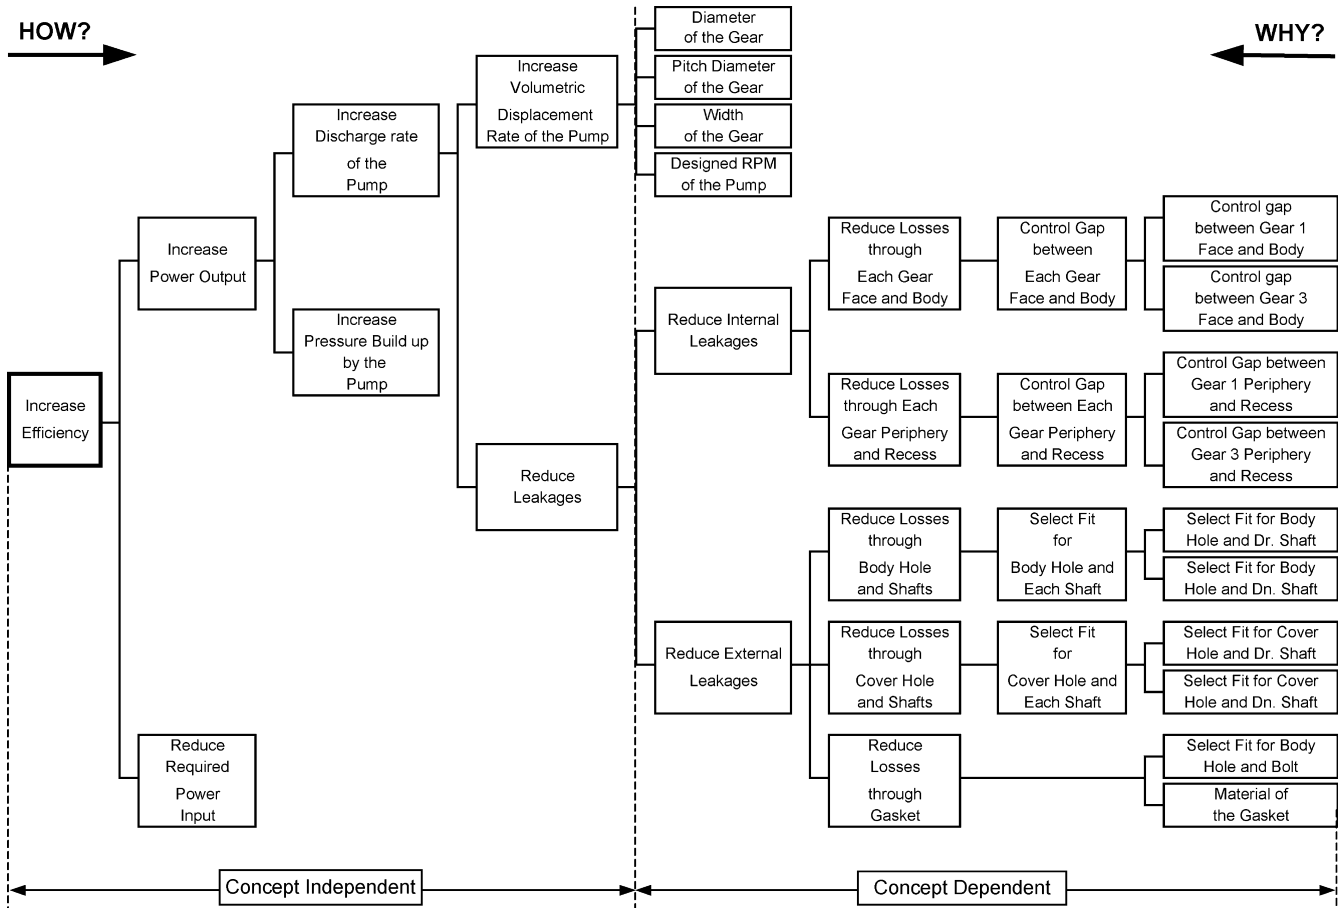 HOW?
WHY?
Increase
Efficiency
Increase
Power Output
Reduce
Required
Power
Input
Increase
Discharge rate
of the
Pump
Increase
Pressure Build up
by the
Pump
Increase
Volumetric
Displacement
Rate of the Pump
Reduce
Leakages
Diameter
of the Gear
Pitch Diameter
of the Gear
Width
of the Gear
Designed RPM
of the Pump
Reduce Internal
Leakages
Reduce External
Leakages
Reduce Losses
through
Each Gear
Face and Body
Reduce Losses
through Each
Gear Periphery
and Recess
Reduce Losses
through
Body Hole
and Shafts
Reduce Losses
through
Cover Hole
and Shafts
Reduce
Losses
through
Gasket
Control Gap
between
Each Gear
Face and Body
Control Gap
between Each
Gear Periphery
and Recess
Select Fit
for
Body Hole and
Each Shaft
Select Fit
for
Cover Hole and
Each Shaft
Control gap
between Gear 1
Face and Body
Control gap
between Gear 3
Face and Body
Control Gap between
Gear 1 Periphery
and Recess
Control Gap between
Gear 3 Periphery
and Recess
Select Fit for Body
Hole and Dr. Shaft
Select Fit for Body
Hole and Dn. Shaft
Select Fit for Cover
Hole and Dr. Shaft
Select Fit for Cover
Hole and Dn. Shaft
Select Fit for Body
Hole and Bolt
Material of
the Gasket
Concept Independent
Concept Dependent